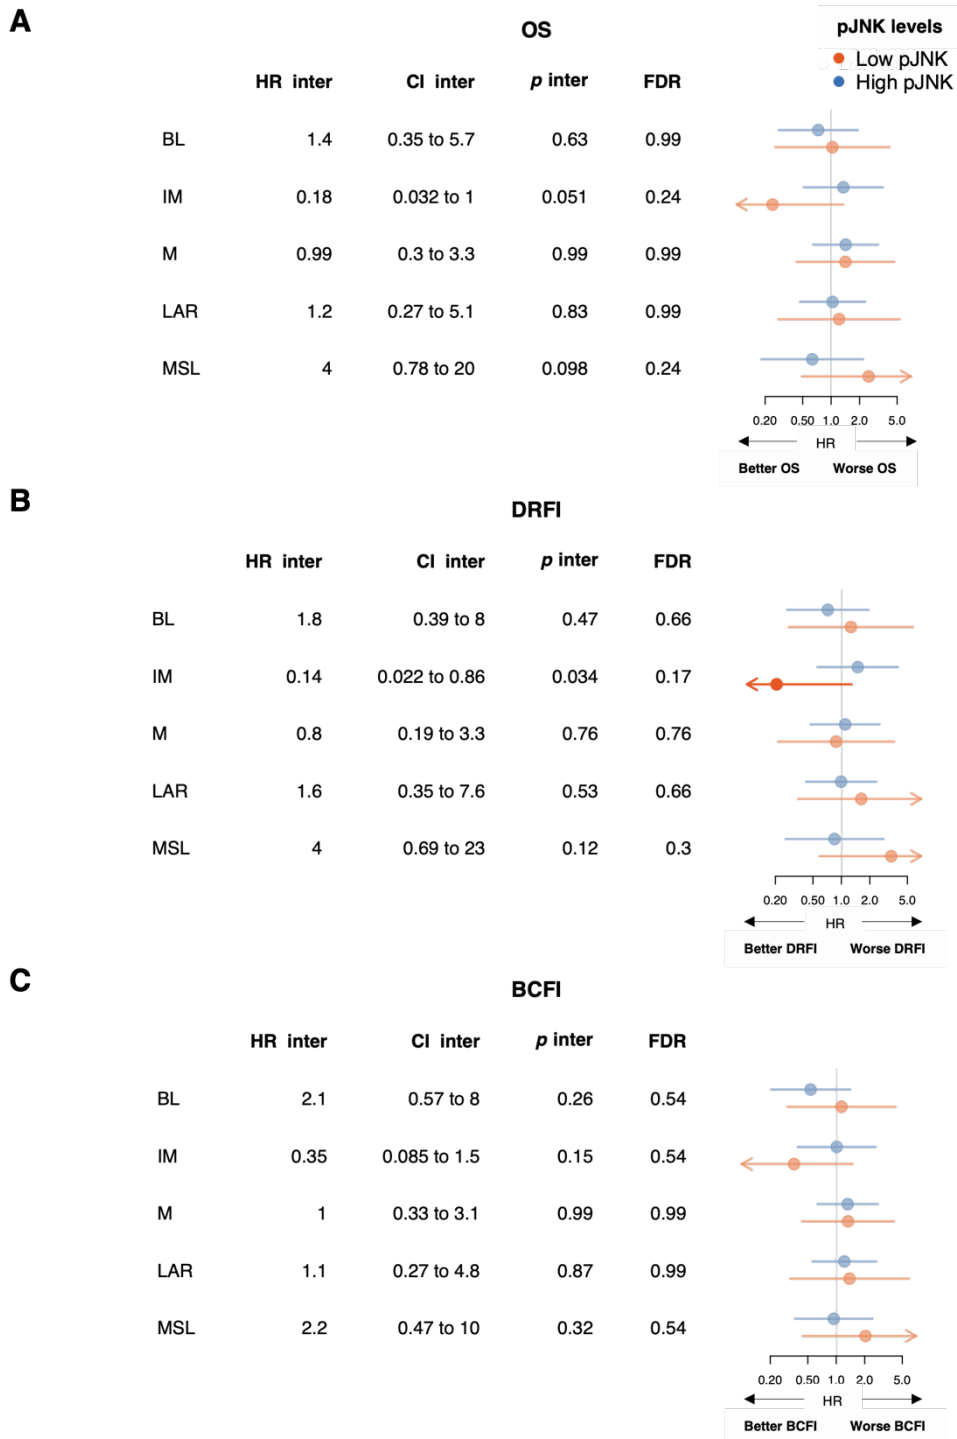 A
OS
pJNK levels
Low pJNK
High pJNK
HR inter CI inter p inter FDR
BL 1.4 0.35 to 5.7 0.63 0.99
IM 0.18 0.032 to 1 0.051 0.24
M 0.99 0.3 to 3.3 0.99 0.99
LAR 1.2 0.27 to 5.1 0.83 0.99
MSL 4 0.78 to 20 0.098 0.24
0.20 0.50 1.0 2.0 5.0
HR
Better OS Worse OS
B
DRFI
HR inter CI inter p inter FDR
BL 1.8 0.39 to 8 0.47 0.66
IM 0.14 0.022 to 0.86 0.034 0.17
M 0.8 0.19 to 3.3 0.76 0.76
LAR 1.6 0.35 to 7.6 0.53 0.66
MSL 4 0.69 to 23 0.12 0.3
0.20 0.50 1.0 2.0 5.0
HR
Better DRFI Worse DRFI
C
BCFI
HR inter CI inter p inter FDR
BL 2.1 0.57 to 8 0.26 0.54
IM 0.35 0.085 to 1.5 0.15 0.54
M 1 0.33 to 3.1 0.99 0.99
LAR 1.1 0.27 to 4.8 0.87 0.99
MSL 2.2 0.47 to 10 0.32 0.54
0.20 0.50 1.0 2.0 5.0
HR
Better BCFI Worse BCFI